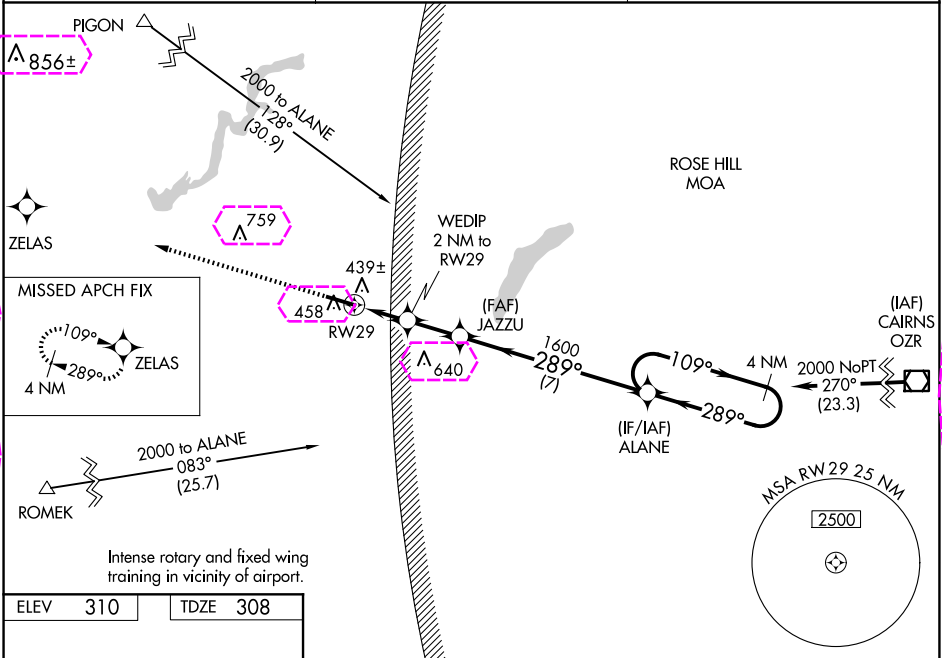 PIGON
856±
2000 to ALANE
128°
(30.9)
ROSE HILL
MOA
ZELAS
759
WEDIP
2 NM to
RW29
439±
458
RW29
(FAF)
JAZZU
640
1600
289°
(7)
109°
4 NM
289°
(IF/IAF)
ALANE
2000 NoPT
270°
(23.3)
(IAF)
CAIRNS
OZR
MISSED APCH FIX
109°
ZELAS
289°
4 NM
2000 to ALANE
083°
(25.7)
ROMEK
MSA RW 29 25 NM
2500
Intense rotary and fixed wing
training in vicinity of airport.
ELEV 310 TDZE 308